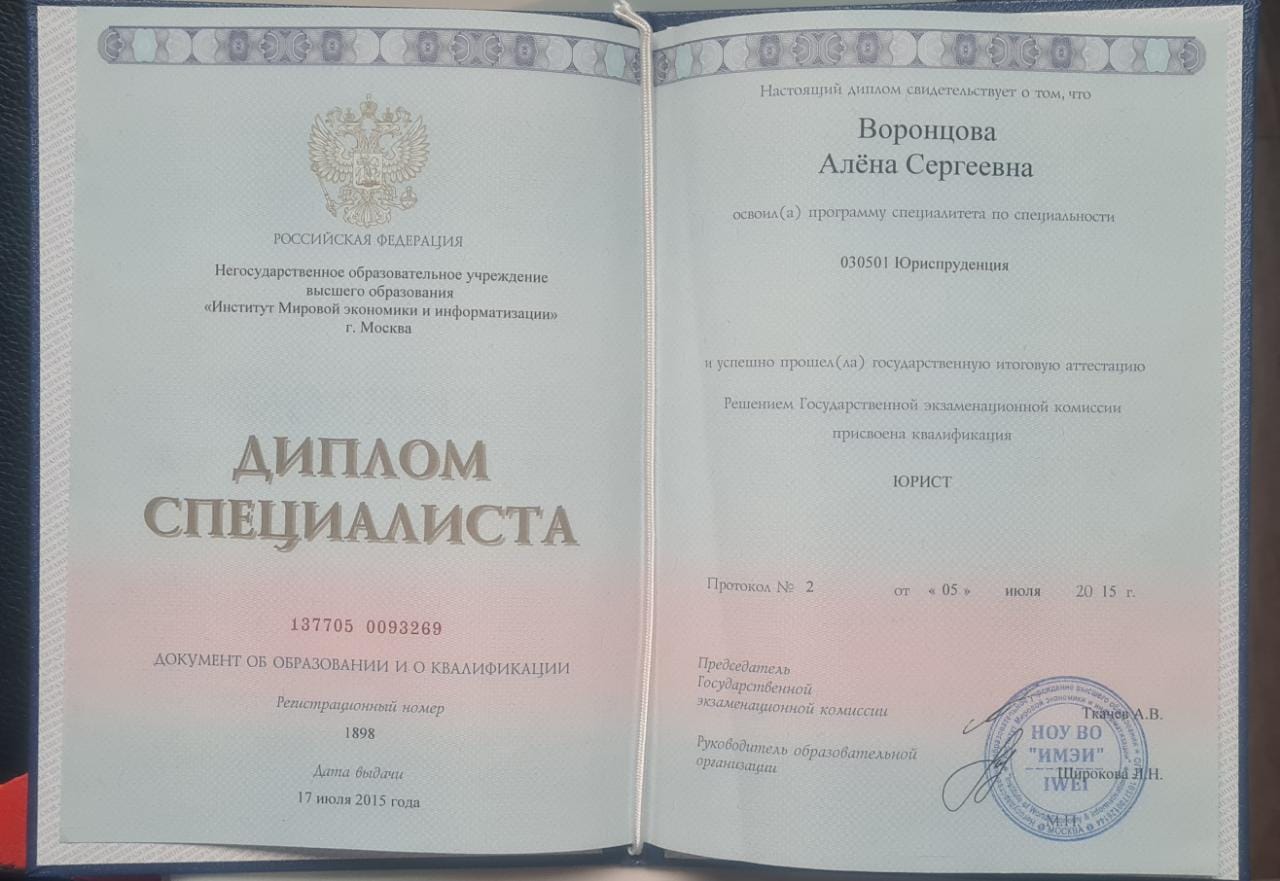 РОССИЙСКАЯ ФЕДЕРАЦИЯ
Негосударственное образовательное учреждение
высшего образования
«Институт Мировой экономики и информатизации»
г. Москва
ДИПЛОМ
СПЕЦИАЛИСТА
137705 0093269
ДОКУМЕНТ ОБ ОБРАЗОВАНИИ И О КВАЛИФИКАЦИИ
Регистрационный номер
1898
Дата выдачи
17 июля 2015 года
Настоящий диплом свидетельствует о том, что
Воронцова
Алёна Сергеевна
освоил(а) программу специалитета по специальности
030501 Юриспруденция
и успешно прошел(ла) государственную итоговую аттестацию
Решением Государственной экзаменационной комиссии
присвоена квалификация
ЮРИСТ
Протокол № 2 от « 05 » июля 20 15 г.
Председатель
Государственной
экзаменационной комиссии
Ткачев А.В.
Руководитель образовательной
организации
Широкова Л.Н.
М.П.
НОУ ВО
"ИМЭИ"
IWEI
МОСКВА